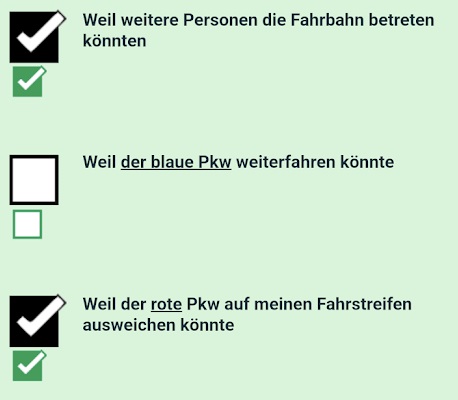 Weil weitere Personen die Fahrbahn betreten
könnten
Weil der blaue Pkw weiterfahren könnte
Weil der rote Pkw auf meinen Fahrstreifen
ausweichen könnte